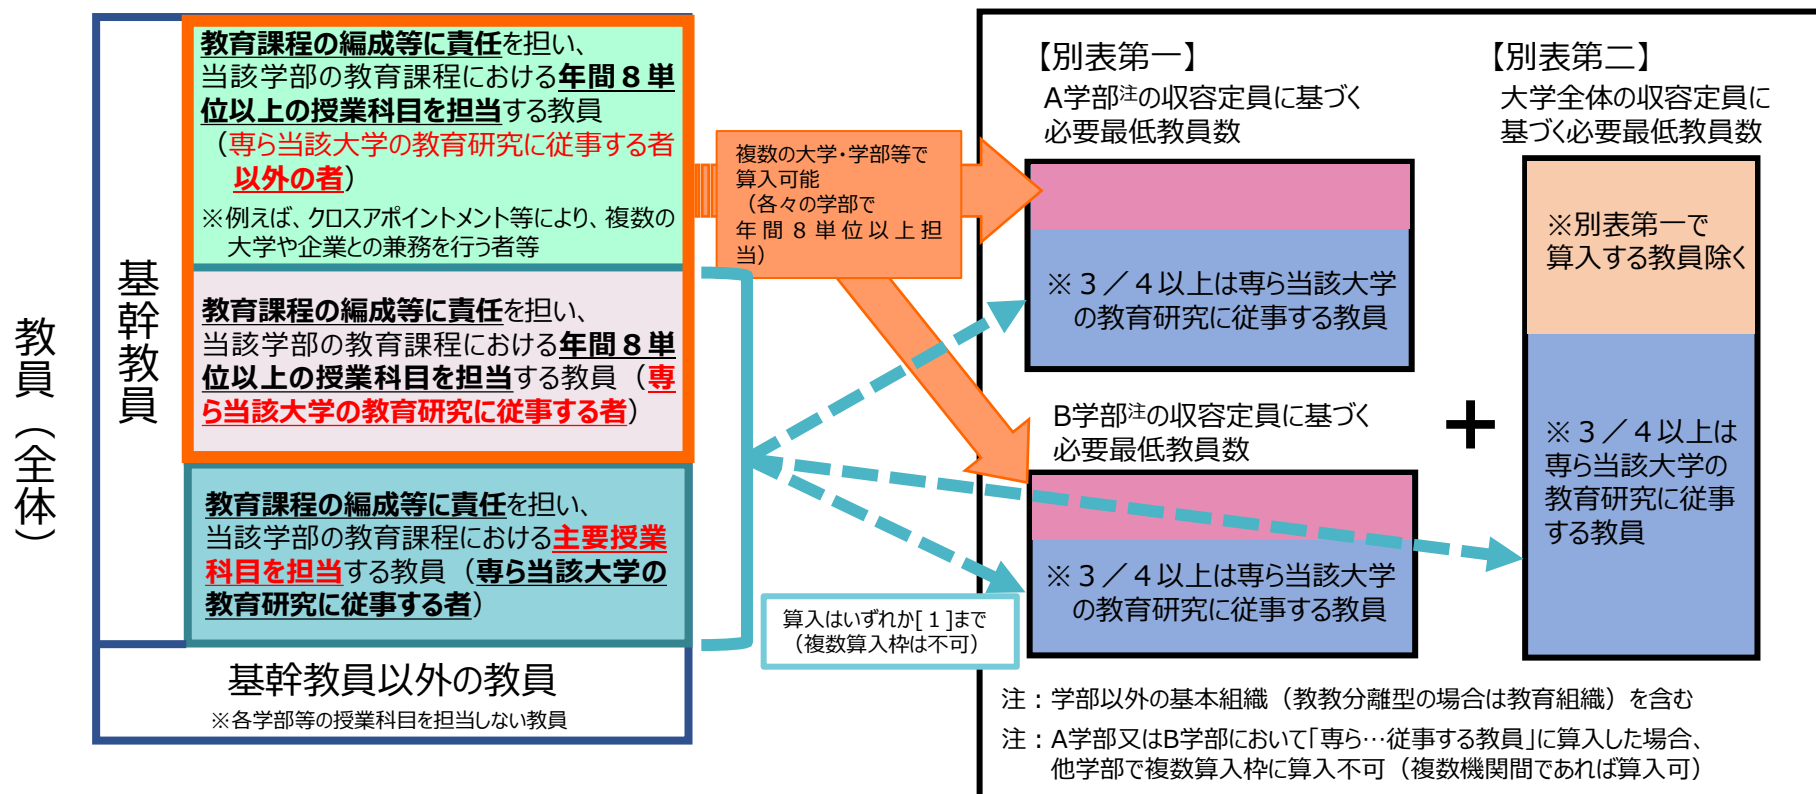 教員（全体）
基幹教員
教育課程の編成等に責任を担い、
当該学部の教育課程における年間８単
位以上の授業科目を担当する教員
（専ら当該大学の教育研究に従事する者
以外の者）
※例えば、クロスアポイントメント等により、複数の
大学や企業との兼務を行う者等
教育課程の編成等に責任を担い、
当該学部の教育課程における年間８単
位以上の授業科目を担当する教員（専
ら当該大学の教育研究に従事する者）
教育課程の編成等に責任を担い、
当該学部の教育課程における主要授業
科目を担当する教員（専ら当該大学の
教育研究に従事する者）
基幹教員以外の教員
※各学部等の授業科目を担当しない教員
複数の大学・学部等で
算入可能
（各々の学部で
年間８単位以上担
当）
算入はいずれか[１]まで
（複数算入枠は不可）
【別表第一】
A学部注の収容定員に基づく
必要最低教員数
※３／４以上は専ら当該大学
の教育研究に従事する教員
B学部注の収容定員に基づく
必要最低教員数
※３／４以上は専ら当該大学
の教育研究に従事する教員
＋
【別表第二】
大学全体の収容定員に
基づく必要最低教員数
※別表第一で
算入する教員除く
※３／４以上は
専ら当該大学の
教育研究に従事
する教員
注：学部以外の基本組織（教教分離型の場合は教育組織）を含む
注：A学部又はB学部において「専ら…従事する教員」に算入した場合、
他学部で複数算入枠に算入不可（複数機関間であれば算入可）